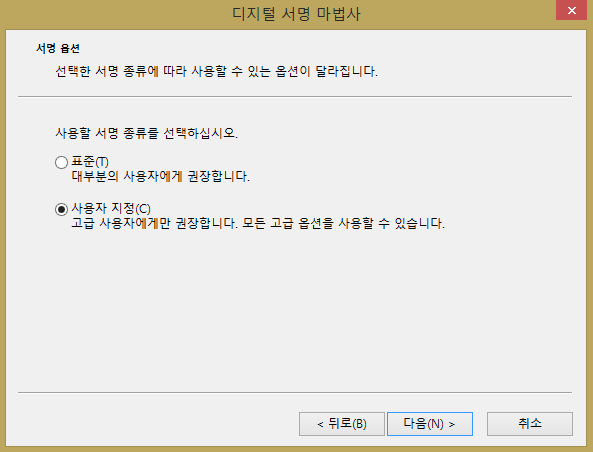 디지털 서명 마법사
서명 옵션
선택한 서명 종류에 따라 사용할 수 있는 옵션이 달라집니다.
사용할 서명 종류를 선택하십시오.
표준(T)
대부분의 사용자에게 권장합니다.
사용자 지정(C)
고급 사용자에게만 권장합니다. 모든 고급 옵션을 사용할 수 있습니다.
< 뒤로(B) 다음(N) > 취소